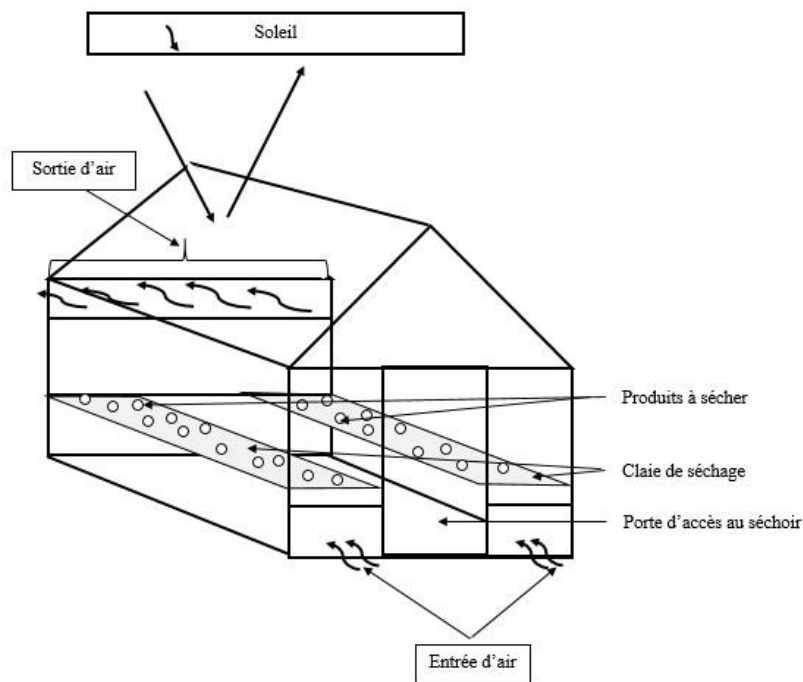 Soleil
Sortie d’air
Produits à sécher
Claie de séchage
Porte d’accès au séchoir
Entrée d’air